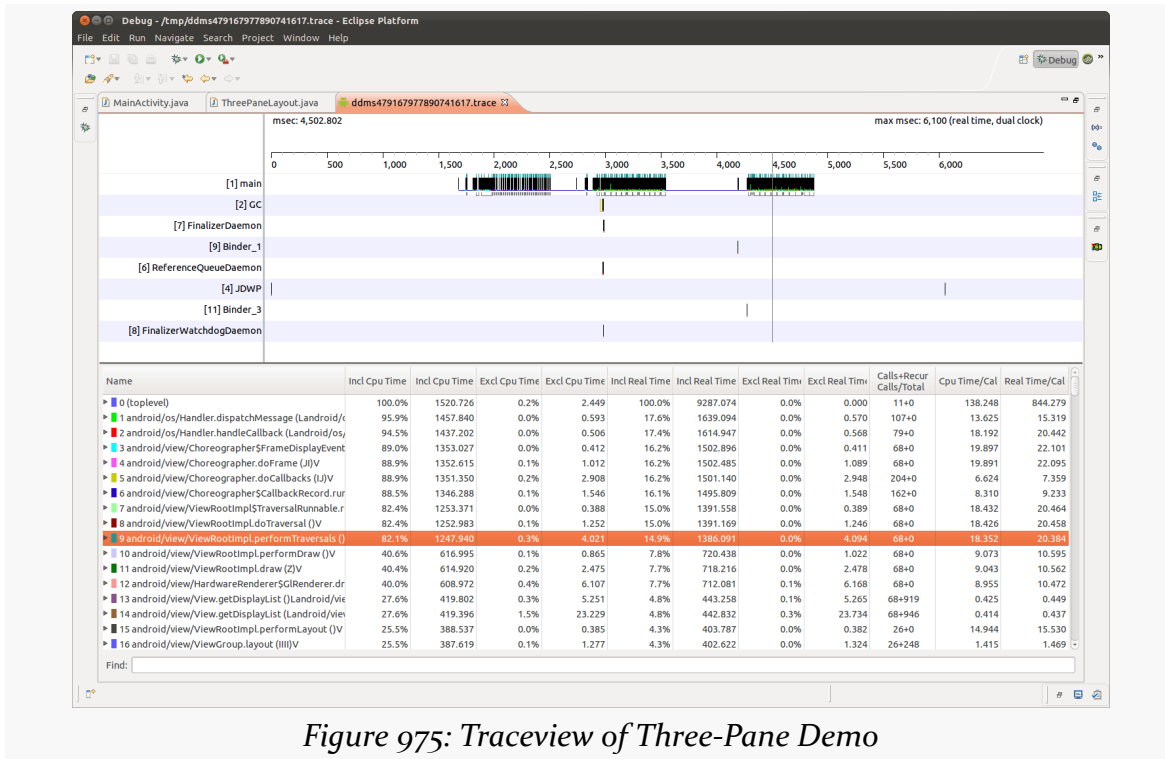 Debug - /tmp/ddms479167977890741617.trace - Eclipse Platform
File Edit Run Navigate Search Project Window Help
Debug »
MainActivity.java ThreePaneLayout.java ddms479167977890741617.trace
msec: 4,502.802 max msec: 6,100 (real time, dual clock)
0 500 1,000 1,500 2,000 2,500 3,000 3,500 4,000 4,500 5,000 5,500 6,000
[1] main
[2] GC
[7] FinalizerDaemon
[9] Binder_1
[6] ReferenceQueueDaemon
[4] JDWP
[11] Binder_3
[8] FinalizerWatchdogDaemon
Name Incl Cpu Time Incl Cpu Time Excl Cpu Time Excl Cpu Time Incl Real Time Incl Real Time Excl Real Time Excl Real Time Calls+Recur Calls/Total Cpu Time/Cal Real Time/Cal
0 (toplevel) 100.0% 1520.726 0.2% 2.449 100.0% 9287.074 0.0% 0.000 11+0 138.248 844.279
1 android/os/Handler.dispatchMessage (Landroid/o 95.9% 1457.840 0.0% 0.593 17.6% 1639.094 0.0% 0.570 107+0 13.625 15.319
2 android/os/Handler.handleCallback (Landroid/os/ 94.5% 1437.202 0.0% 0.506 17.4% 1614.947 0.0% 0.568 79+0 18.192 20.442
3 android/view/Choreographer$FrameDisplayEvent 89.0% 1353.027 0.0% 0.412 16.2% 1502.896 0.0% 0.411 68+0 19.897 22.101
4 android/view/Choreographer.doFrame (JI)V 88.9% 1352.615 0.1% 1.012 16.2% 1502.485 0.0% 1.089 68+0 19.891 22.095
5 android/view/Choreographer.doCallbacks (IJ)V 88.9% 1351.350 0.2% 2.908 16.2% 1501.140 0.0% 2.948 204+0 6.624 7.359
6 android/view/Choreographer$CallbackRecord.rur 88.5% 1346.288 0.1% 1.546 16.1% 1495.809 0.0% 1.548 162+0 8.310 9.233
7 android/view/ViewRootImpl$TraversalRunnable.r 82.4% 1253.371 0.0% 0.388 15.0% 1391.558 0.0% 0.389 68+0 18.432 20.464
8 android/view/ViewRootImpl.doTraversal ()V 82.4% 1252.983 0.1% 1.252 15.0% 1391.169 0.0% 1.246 68+0 18.426 20.458
9 android/view/ViewRootImpl.performTraversals () 82.1% 1247.940 0.3% 4.021 14.9% 1386.091 0.0% 4.094 68+0 18.352 20.384
10 android/view/ViewRootImpl.performDraw ()V 40.6% 616.995 0.1% 0.865 7.8% 720.438 0.0% 1.022 68+0 9.073 10.595
11 android/view/ViewRootImpl.draw (Z)V 40.4% 614.920 0.2% 2.475 7.7% 718.216 0.0% 2.478 68+0 9.043 10.562
12 android/view/HardwareRenderer$GlRenderer.dr 40.0% 608.972 0.4% 6.107 7.7% 712.081 0.1% 6.168 68+0 8.955 10.472
13 android/view/View.getDisplayList ()Landroid/vie 27.6% 419.802 0.3% 5.251 4.8% 443.258 0.1% 5.265 68+919 0.425 0.449
14 android/view/View.getDisplayList (Landroid/view 27.6% 419.396 1.5% 23.229 4.8% 442.832 0.3% 23.734 68+946 0.414 0.437
15 android/view/ViewRootImpl.performLayout ()V 25.5% 388.537 0.0% 0.385 4.3% 403.787 0.0% 0.382 26+0 14.944 15.530
16 android/view/ViewGroup.layout (IIII)V 25.5% 387.619 0.1% 1.277 4.3% 402.622 0.0% 1.324 26+248 1.415 1.469
Find:
Figure 975: Traceview of Three-Pane Demo